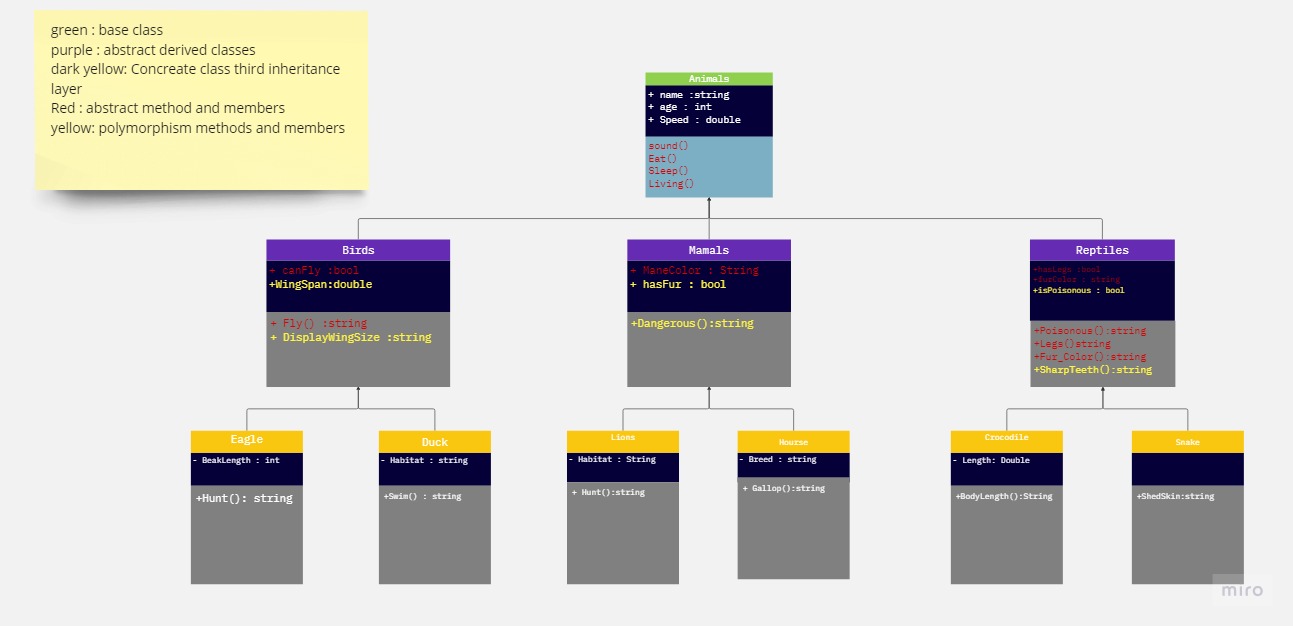 green : base class
purple : abstract derived classes
dark yellow: Concreate class third inheritance
layer
Red : abstract method and members
yellow: polymorphism methods and members
Animals
+ name :string
+ age : int
+ Speed : double
sound()
Eat()
Sleep()
Living()
Birds
+ canFly :bool
+WingSpan:double
+ Fly() :string
+ DisplayWingSize :string
Mamals
+ ManeColor : String
+ hasFur : bool
+Dangerous():string
Reptiles
+hasLegs :bool
+furColor : string
+isPoisonous : bool
+Poisonous():string
+Legs()string
+Fur_Color():string
+SharpTeeth():string
Eagle
- BeakLength : int
+Hunt(): string
Duck
- Habitat : string
+Swim() : string
Lions
- Habitat : String
+ Hunt():string
Hourse
- Breed : string
+ Gallop():string
Crocodile
- Length: Double
+BodyLength():String
Snake
+ShedSkin:string
miro